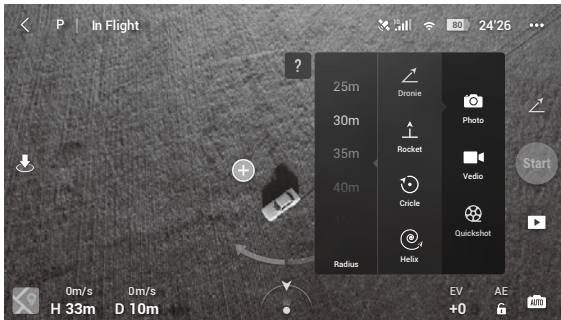 P In Flight 10 80 24'26
?
25m
30m
35m
40m
Radius
Dronie
Rocket
Cricle
Helix
Photo
Vedio
Quickshot
Start
0m/s 0m/s
H 33m D 10m
EV AE
+0
AUTO